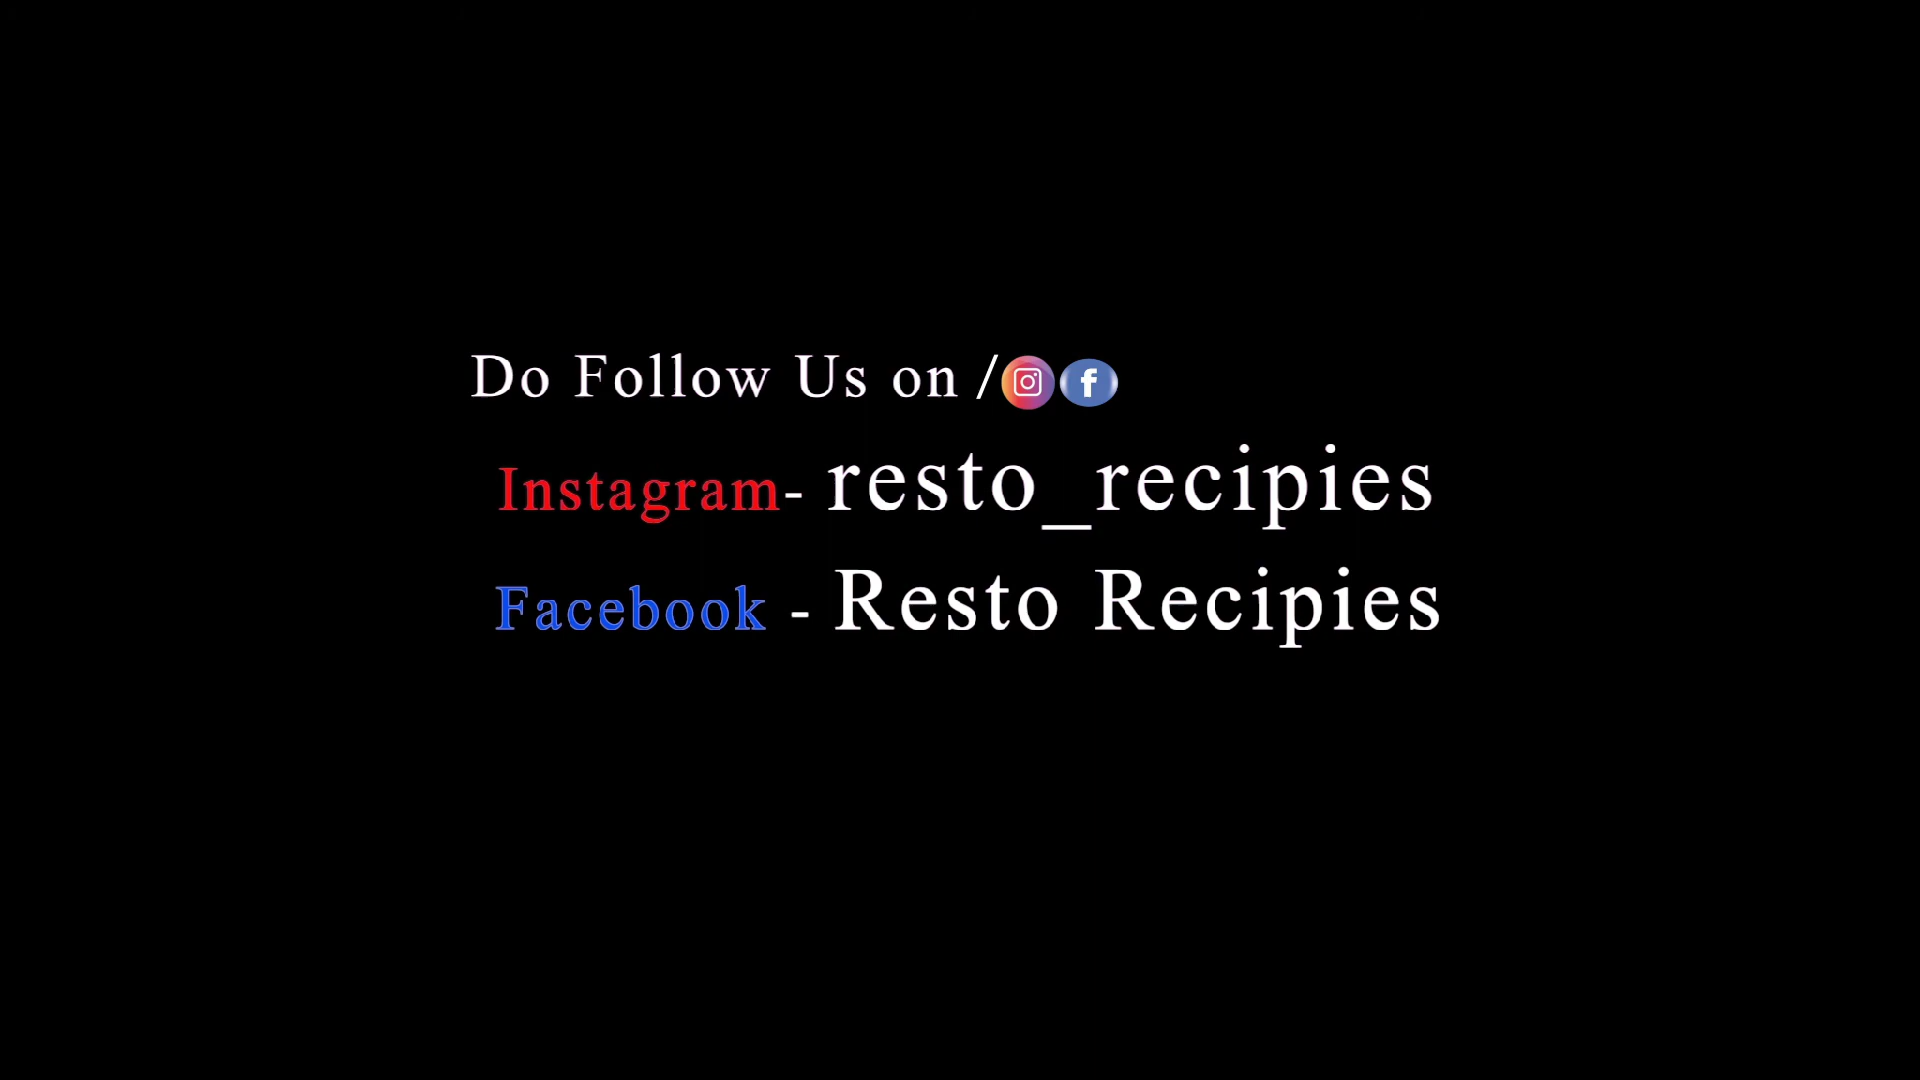 Do Follow Us on /
Instagram- resto_recipies
Facebook - Resto Recipies